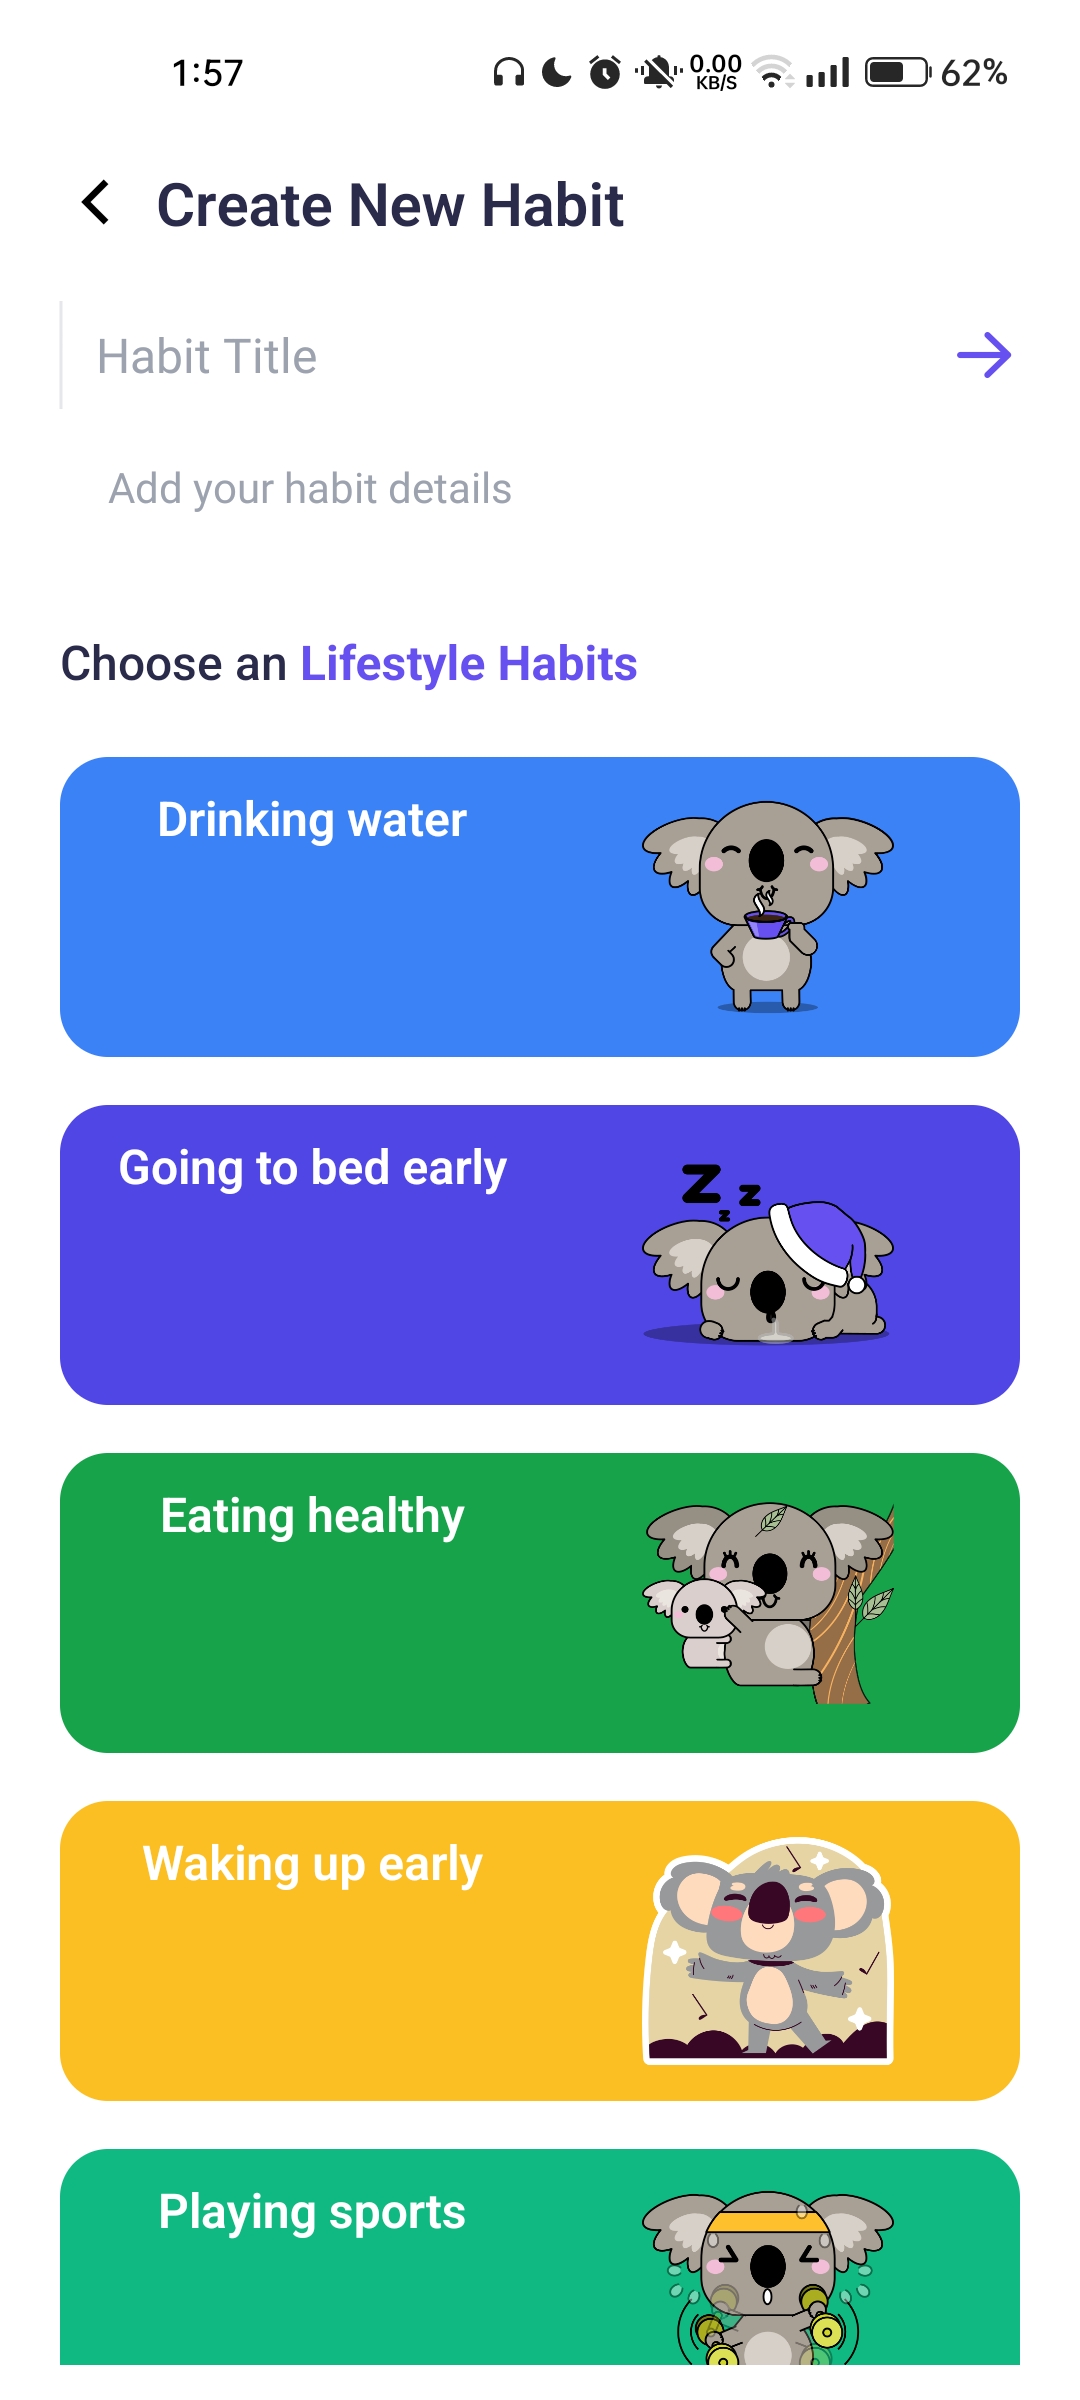 1:57
0.00
KB/S
62%
Create New Habit
Habit Title
Add your habit details
Choose an Lifestyle Habits
Drinking water
Going to bed early
Z z z
Eating healthy
Waking up early
Playing sports